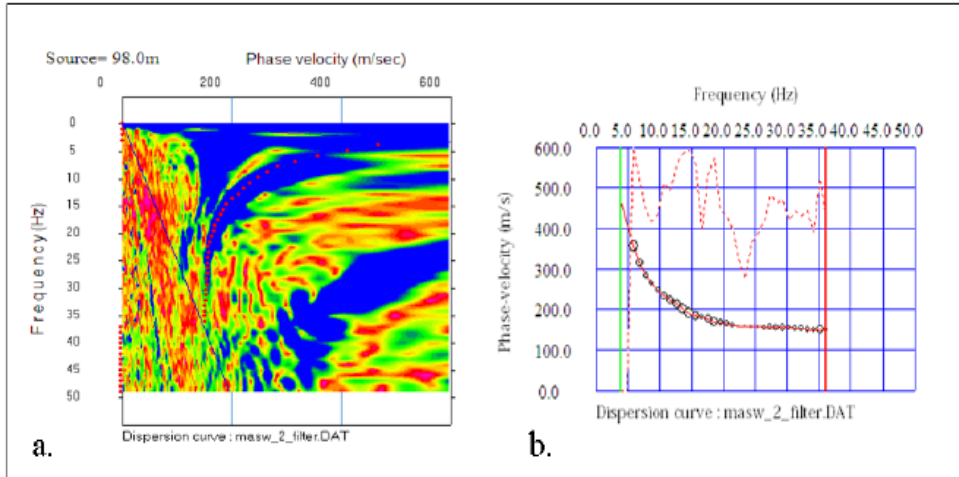 Source= 98.0m
Phase velocity (m/sec)
0 200 400 600
Frequency (Hz)
0
5
10
15
20
25
30
35
40
45
50
Dispersion curve : masw_2_filter.DAT
a.
Frequency (Hz)
0.0 5.0 10.0 15.0 20.0 25.0 30.0 35.0 40.0 45.0 50.0
Phase-velocity (m/s)
600.0
500.0
400.0
300.0
200.0
100.0
0.0
Dispersion curve : masw_2_filter.DAT
b.